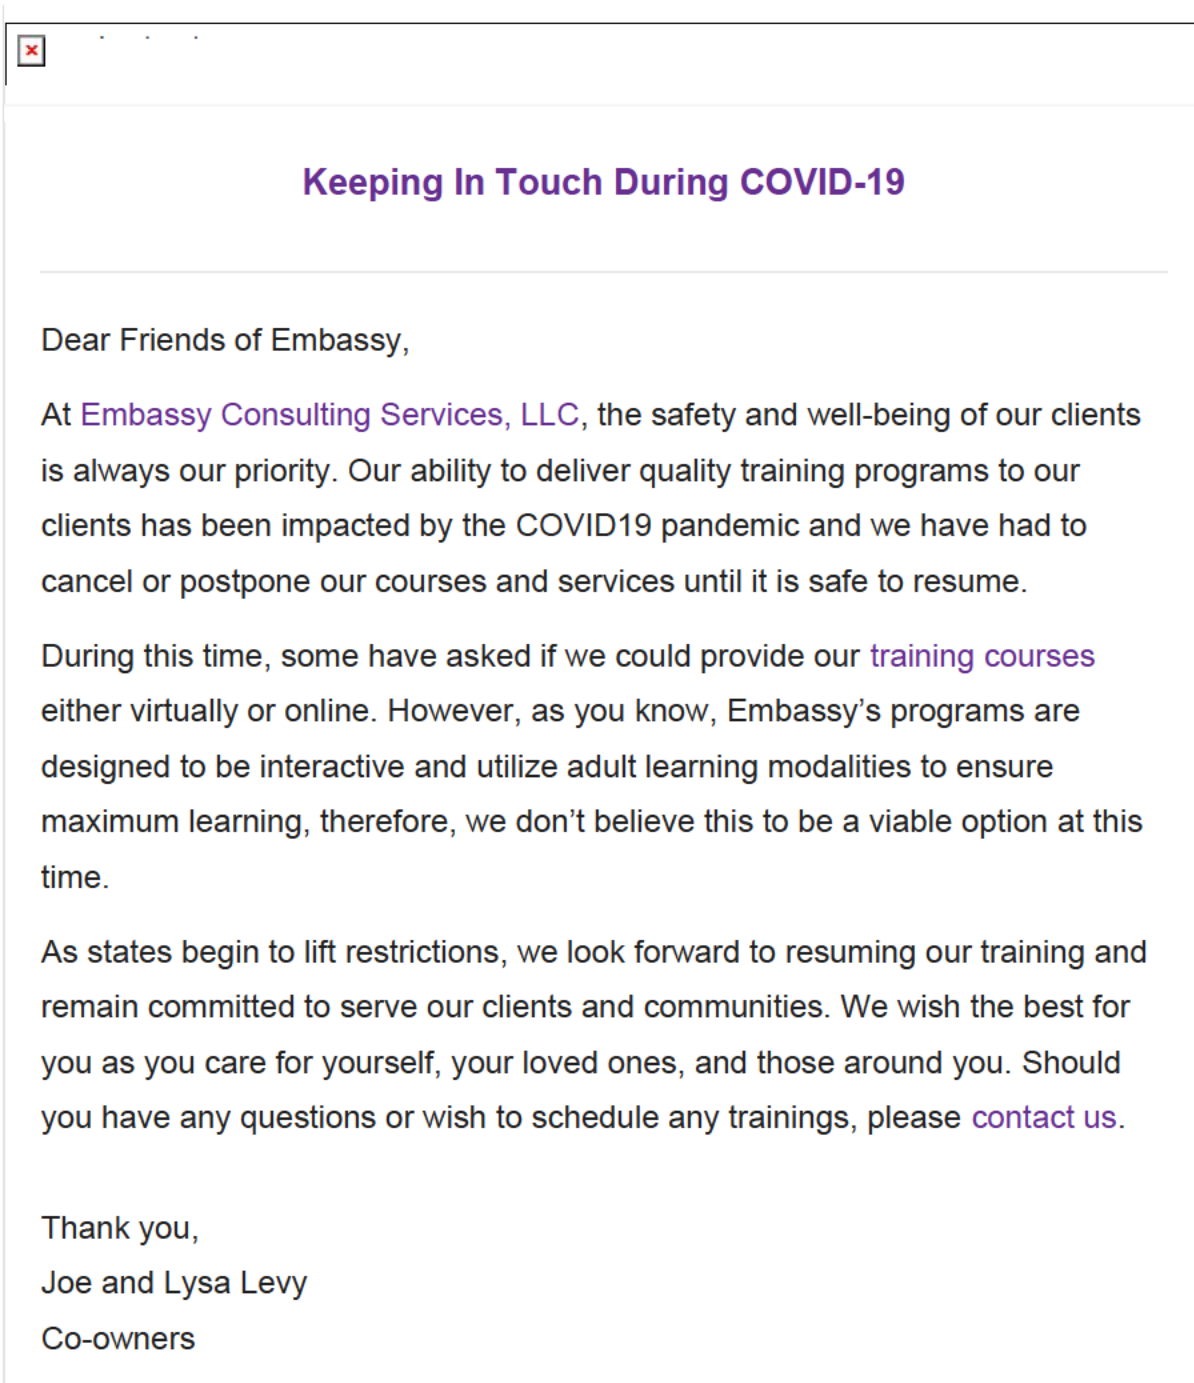 Keeping In Touch During COVID-19
Dear Friends of Embassy,
At Embassy Consulting Services, LLC, the safety and well-being of our clients
is always our priority. Our ability to deliver quality training programs to our
clients has been impacted by the COVID19 pandemic and we have had to
cancel or postpone our courses and services until it is safe to resume.
During this time, some have asked if we could provide our training courses
either virtually or online. However, as you know, Embassy’s programs are
designed to be interactive and utilize adult learning modalities to ensure
maximum learning, therefore, we don’t believe this to be a viable option at this
time.
As states begin to lift restrictions, we look forward to resuming our training and
remain committed to serve our clients and communities. We wish the best for
you as you care for yourself, your loved ones, and those around you. Should
you have any questions or wish to schedule any trainings, please contact us.
Thank you,
Joe and Lysa Levy
Co-owners